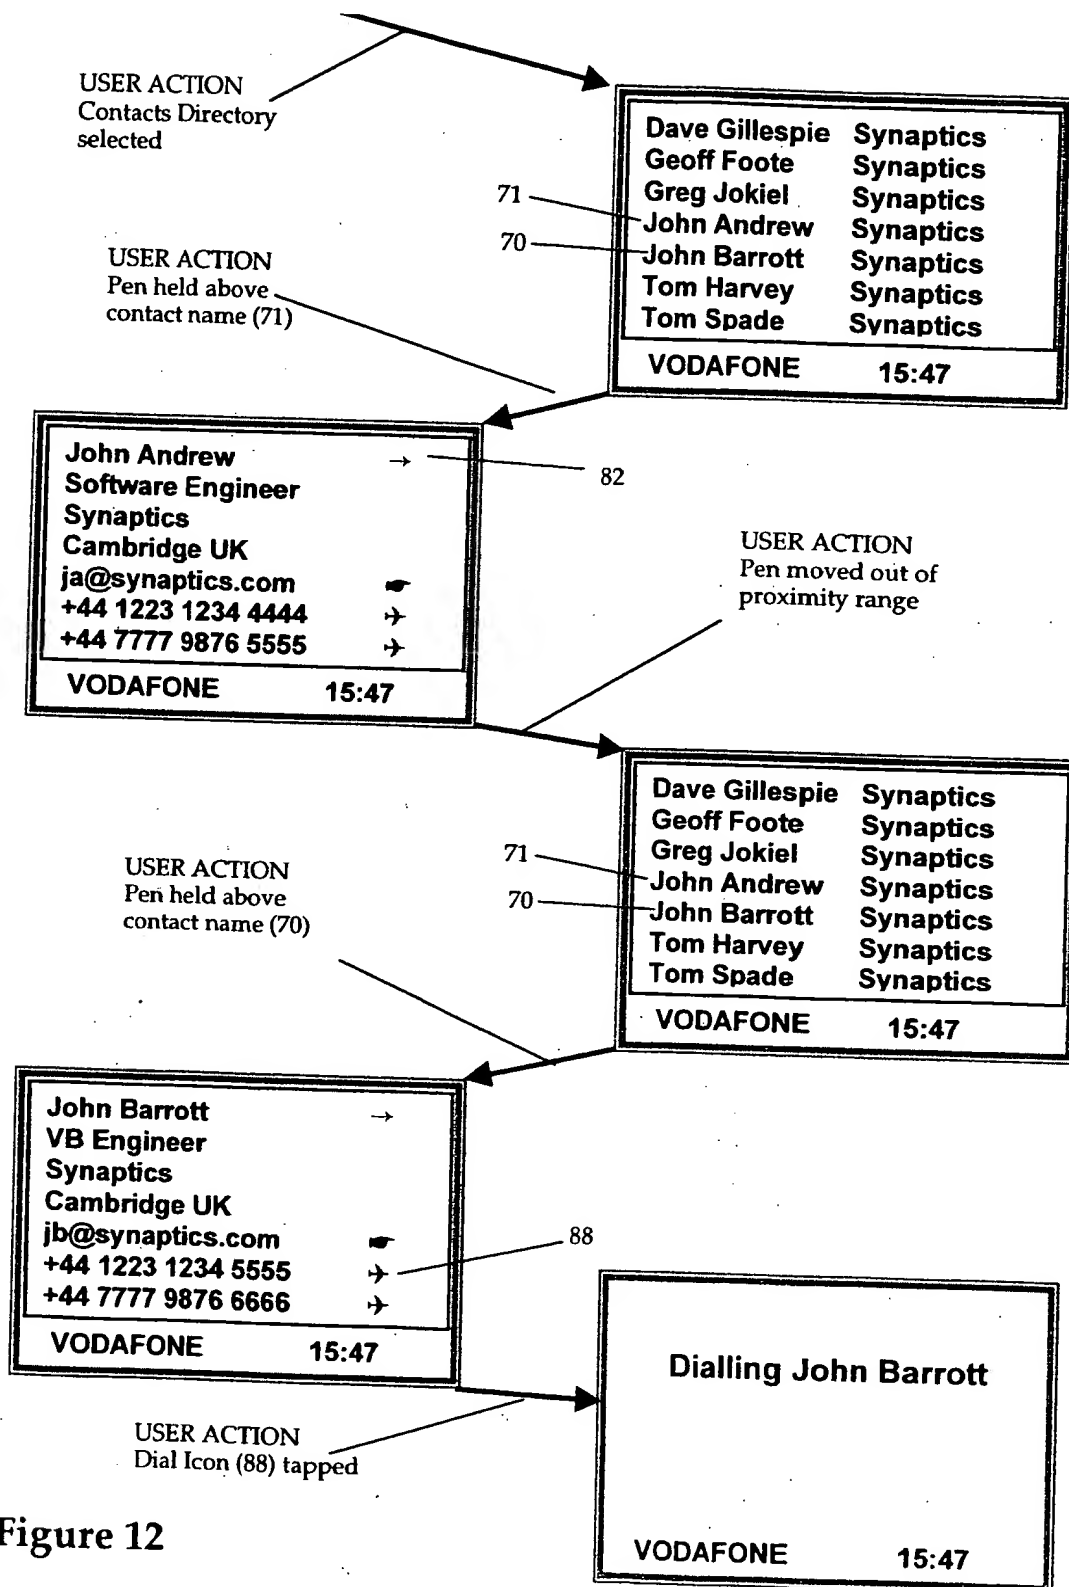 USER ACTION
Contacts Directory
selected
Dave Gillespie Synaptics
Geoff Foote Synaptics
Greg Jokiel Synaptics
John Andrew Synaptics
John Barrott Synaptics
Tom Harvey Synaptics
Tom Spade Synaptics
VODAFONE 15:47
71
70
USER ACTION
Pen held above
contact name (71)
John Andrew →
Software Engineer
Synaptics
Cambridge UK
ja@synaptics.com
+44 1223 1234 4444
+44 7777 9876 5555
VODAFONE 15:47
82
USER ACTION
Pen moved out of
proximity range
Dave Gillespie Synaptics
Geoff Foote Synaptics
Greg Jokiel Synaptics
John Andrew Synaptics
John Barrott Synaptics
Tom Harvey Synaptics
Tom Spade Synaptics
VODAFONE 15:47
71
70
USER ACTION
Pen held above
contact name (70)
John Barrott →
VB Engineer
Synaptics
Cambridge UK
jb@synaptics.com
+44 1223 1234 5555
+44 7777 9876 6666
VODAFONE 15:47
88
USER ACTION
Dial Icon (88) tapped
Dialling John Barrott
VODAFONE 15:47
Figure 12